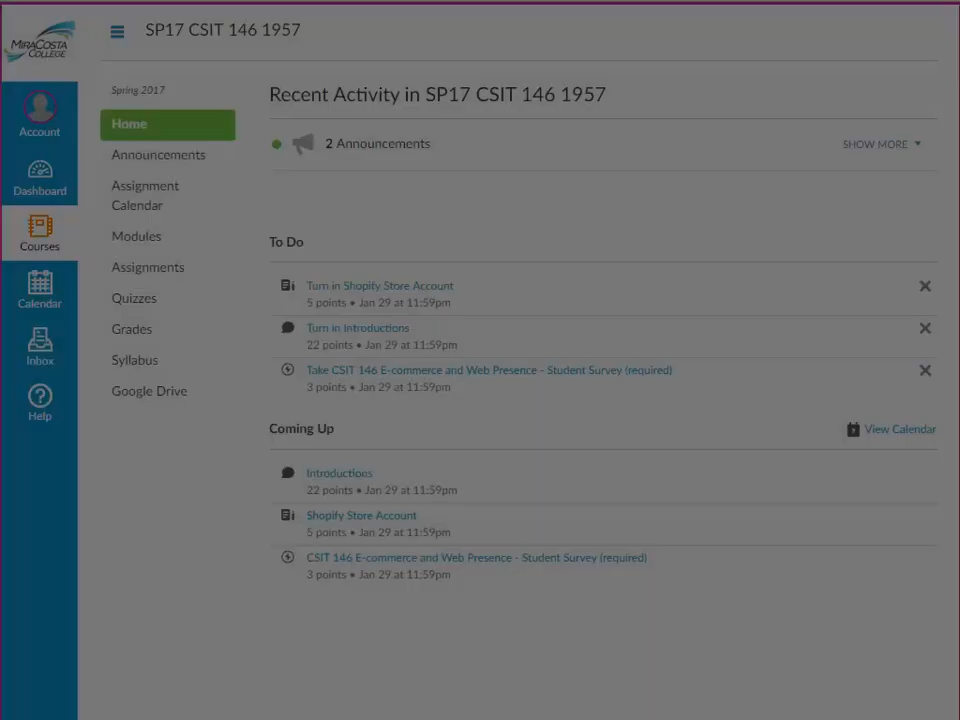 MIRACOSTA
COLLEGE
SP17 CSIT 146 1957
Account
Dashboard
Courses
Calendar
Inbox
Help
Spring 2017
Home
Announcements
Assignment
Calendar
Modules
Assignments
Quizzes
Grades
Syllabus
Google Drive
Recent Activity in SP17 CSIT 146 1957
2 Announcements
SHOW MORE
To Do
Turn in Shopify Store Account
5 points • Jan 29 at 11:59pm
Turn in Introductions
22 points • Jan 29 at 11:59pm
Take CSIT 146 E-commerce and Web Presence - Student Survey (required)
3 points • Jan 29 at 11:59pm
Coming Up
View Calendar
Introductions
22 points • Jan 29 at 11:59pm
Shopify Store Account
5 points • Jan 29 at 11:59pm
CSIT 146 E-commerce and Web Presence - Student Survey (required)
3 points • Jan 29 at 11:59pm